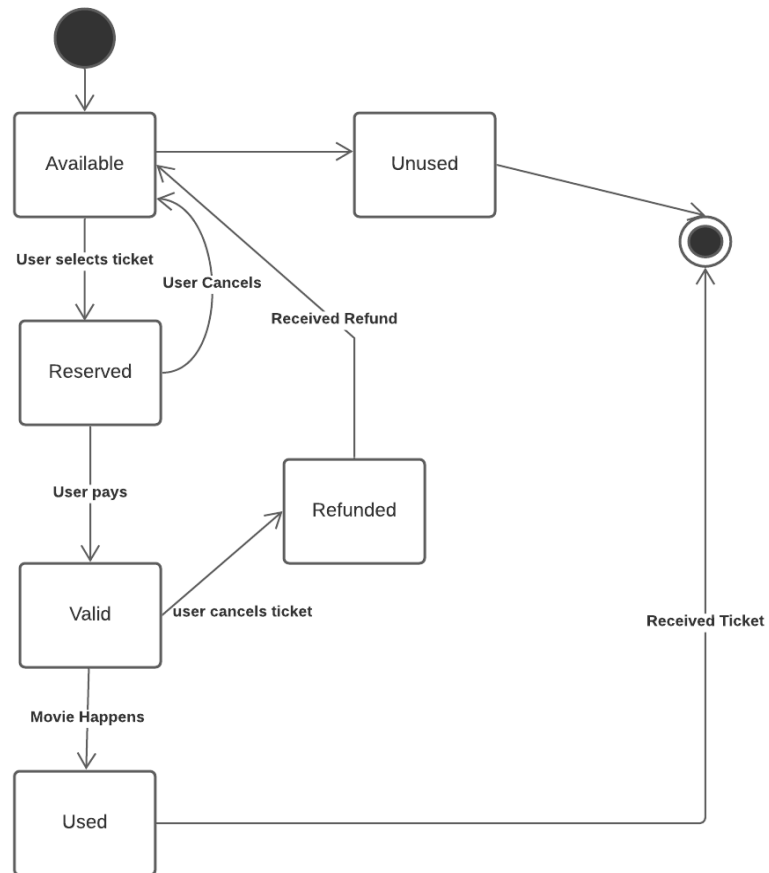 Available
Unused
User selects ticket
User Cancels
Received Refund
Reserved
User pays
Refunded
Valid
user cancels ticket
Received Ticket
Movie Happens
Used